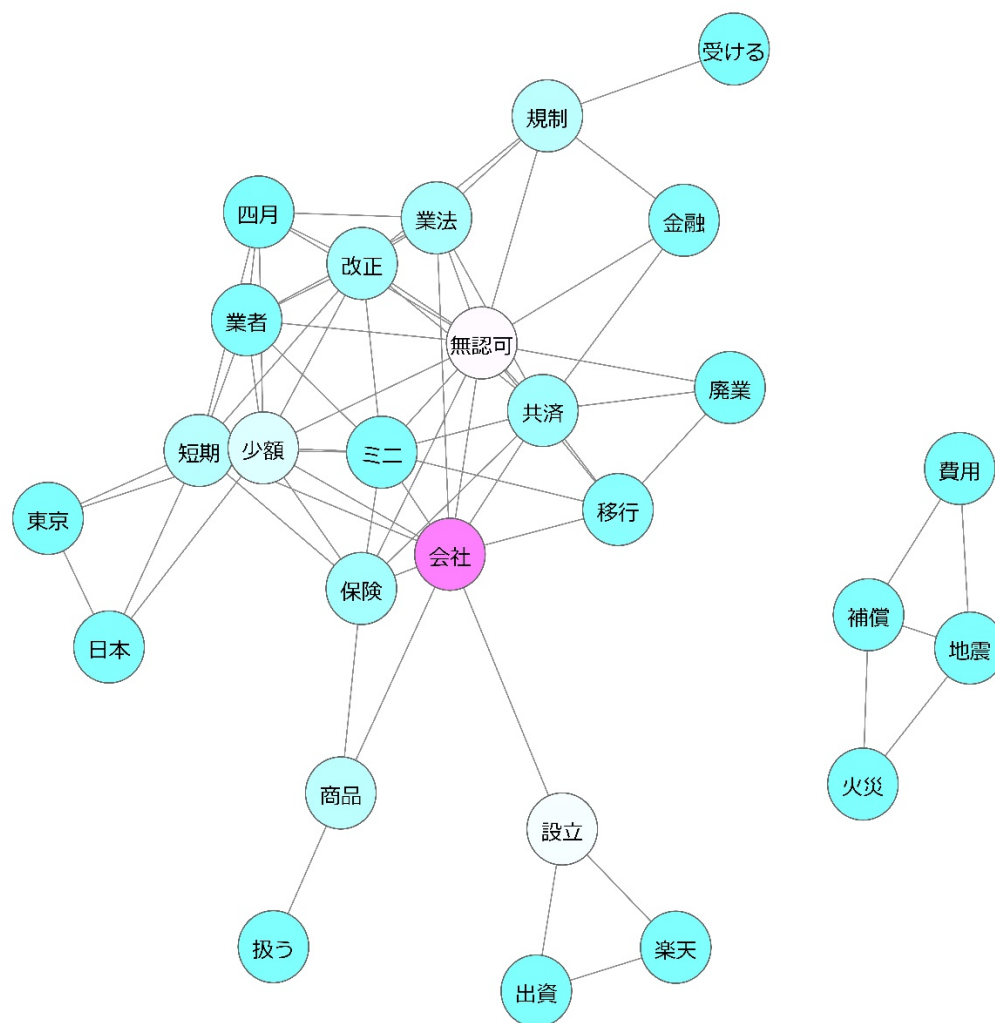 受ける
規制
四月
業法
金融
改正
業者
無認可
廃業
共済
短期
少額
ミニ
費用
東京
移行
会社
保険
補償
日本
地震
火災
商品
設立
扱う
楽天
出資